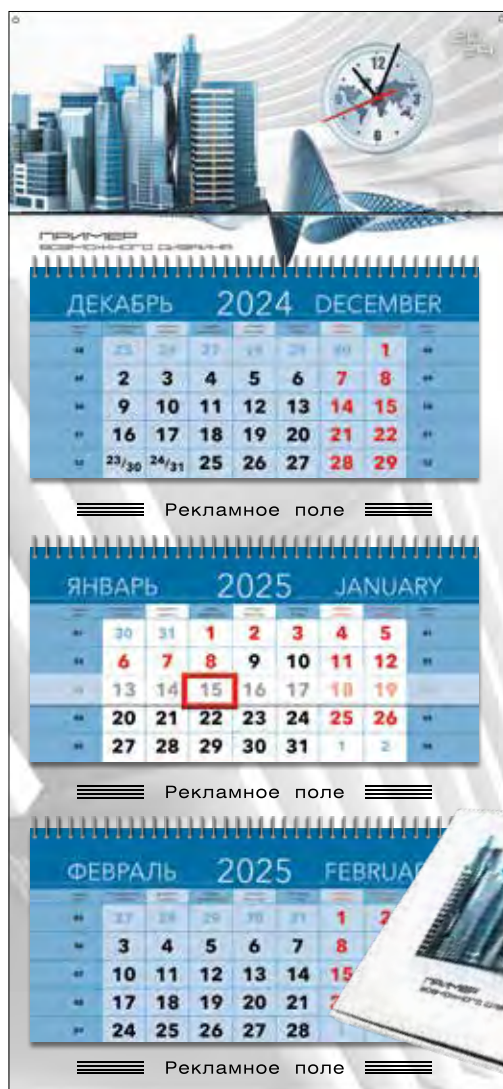 12
3
6
9
ПРИМЕР
ВОЗМОЖНОГО ДИЗАЙНА
ДЕКАБРЬ 2024 DECEMBER
25 26 27 28 29 30 1
2 3 4 5 6 7 8
9 10 11 12 13 14 15
16 17 18 19 20 21 22
23/30 24/31 25 26 27 28 29
Рекламное поле
ЯНВАРЬ 2025 JANUARY
30 31 1 2 3 4 5
6 7 8 9 10 11 12
13 14 15 16 17 18 19
20 21 22 23 24 25 26
27 28 29 30 31 1 2
Рекламное поле
ФЕВРАЛЬ 2025
27 28 29 30 31 1
3 4 5 6 7 8
10 11 12 13 14 15
17 18 19 20 21
24 25 26 27 28
ПРИМЕР
Рекламное поле